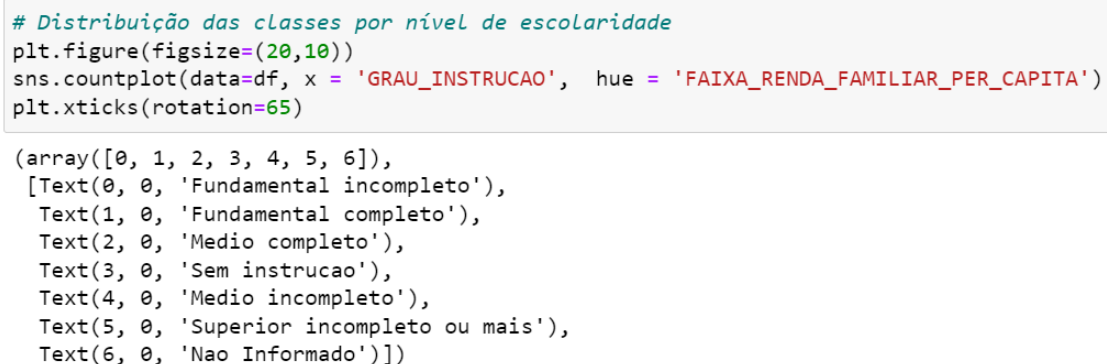 # Distribuição das classes por nível de escolaridade
plt.figure(figsize=(20,10))
sns.countplot(data=df, x = 'GRAU_INSTRUCAO',  hue = 'FAIXA_RENDA_FAMILIAR_PER_CAPITA')
plt.xticks(rotation=65)
(array([0, 1, 2, 3, 4, 5, 6]),
 [Text(0, 0, 'Fundamental incompleto'),
  Text(1, 0, 'Fundamental completo'),
  Text(2, 0, 'Medio completo'),
  Text(3, 0, 'Sem instrucao'),
  Text(4, 0, 'Medio incompleto'),
  Text(5, 0, 'Superior incompleto ou mais'),
  Text(6, 0, 'Nao Informado')])